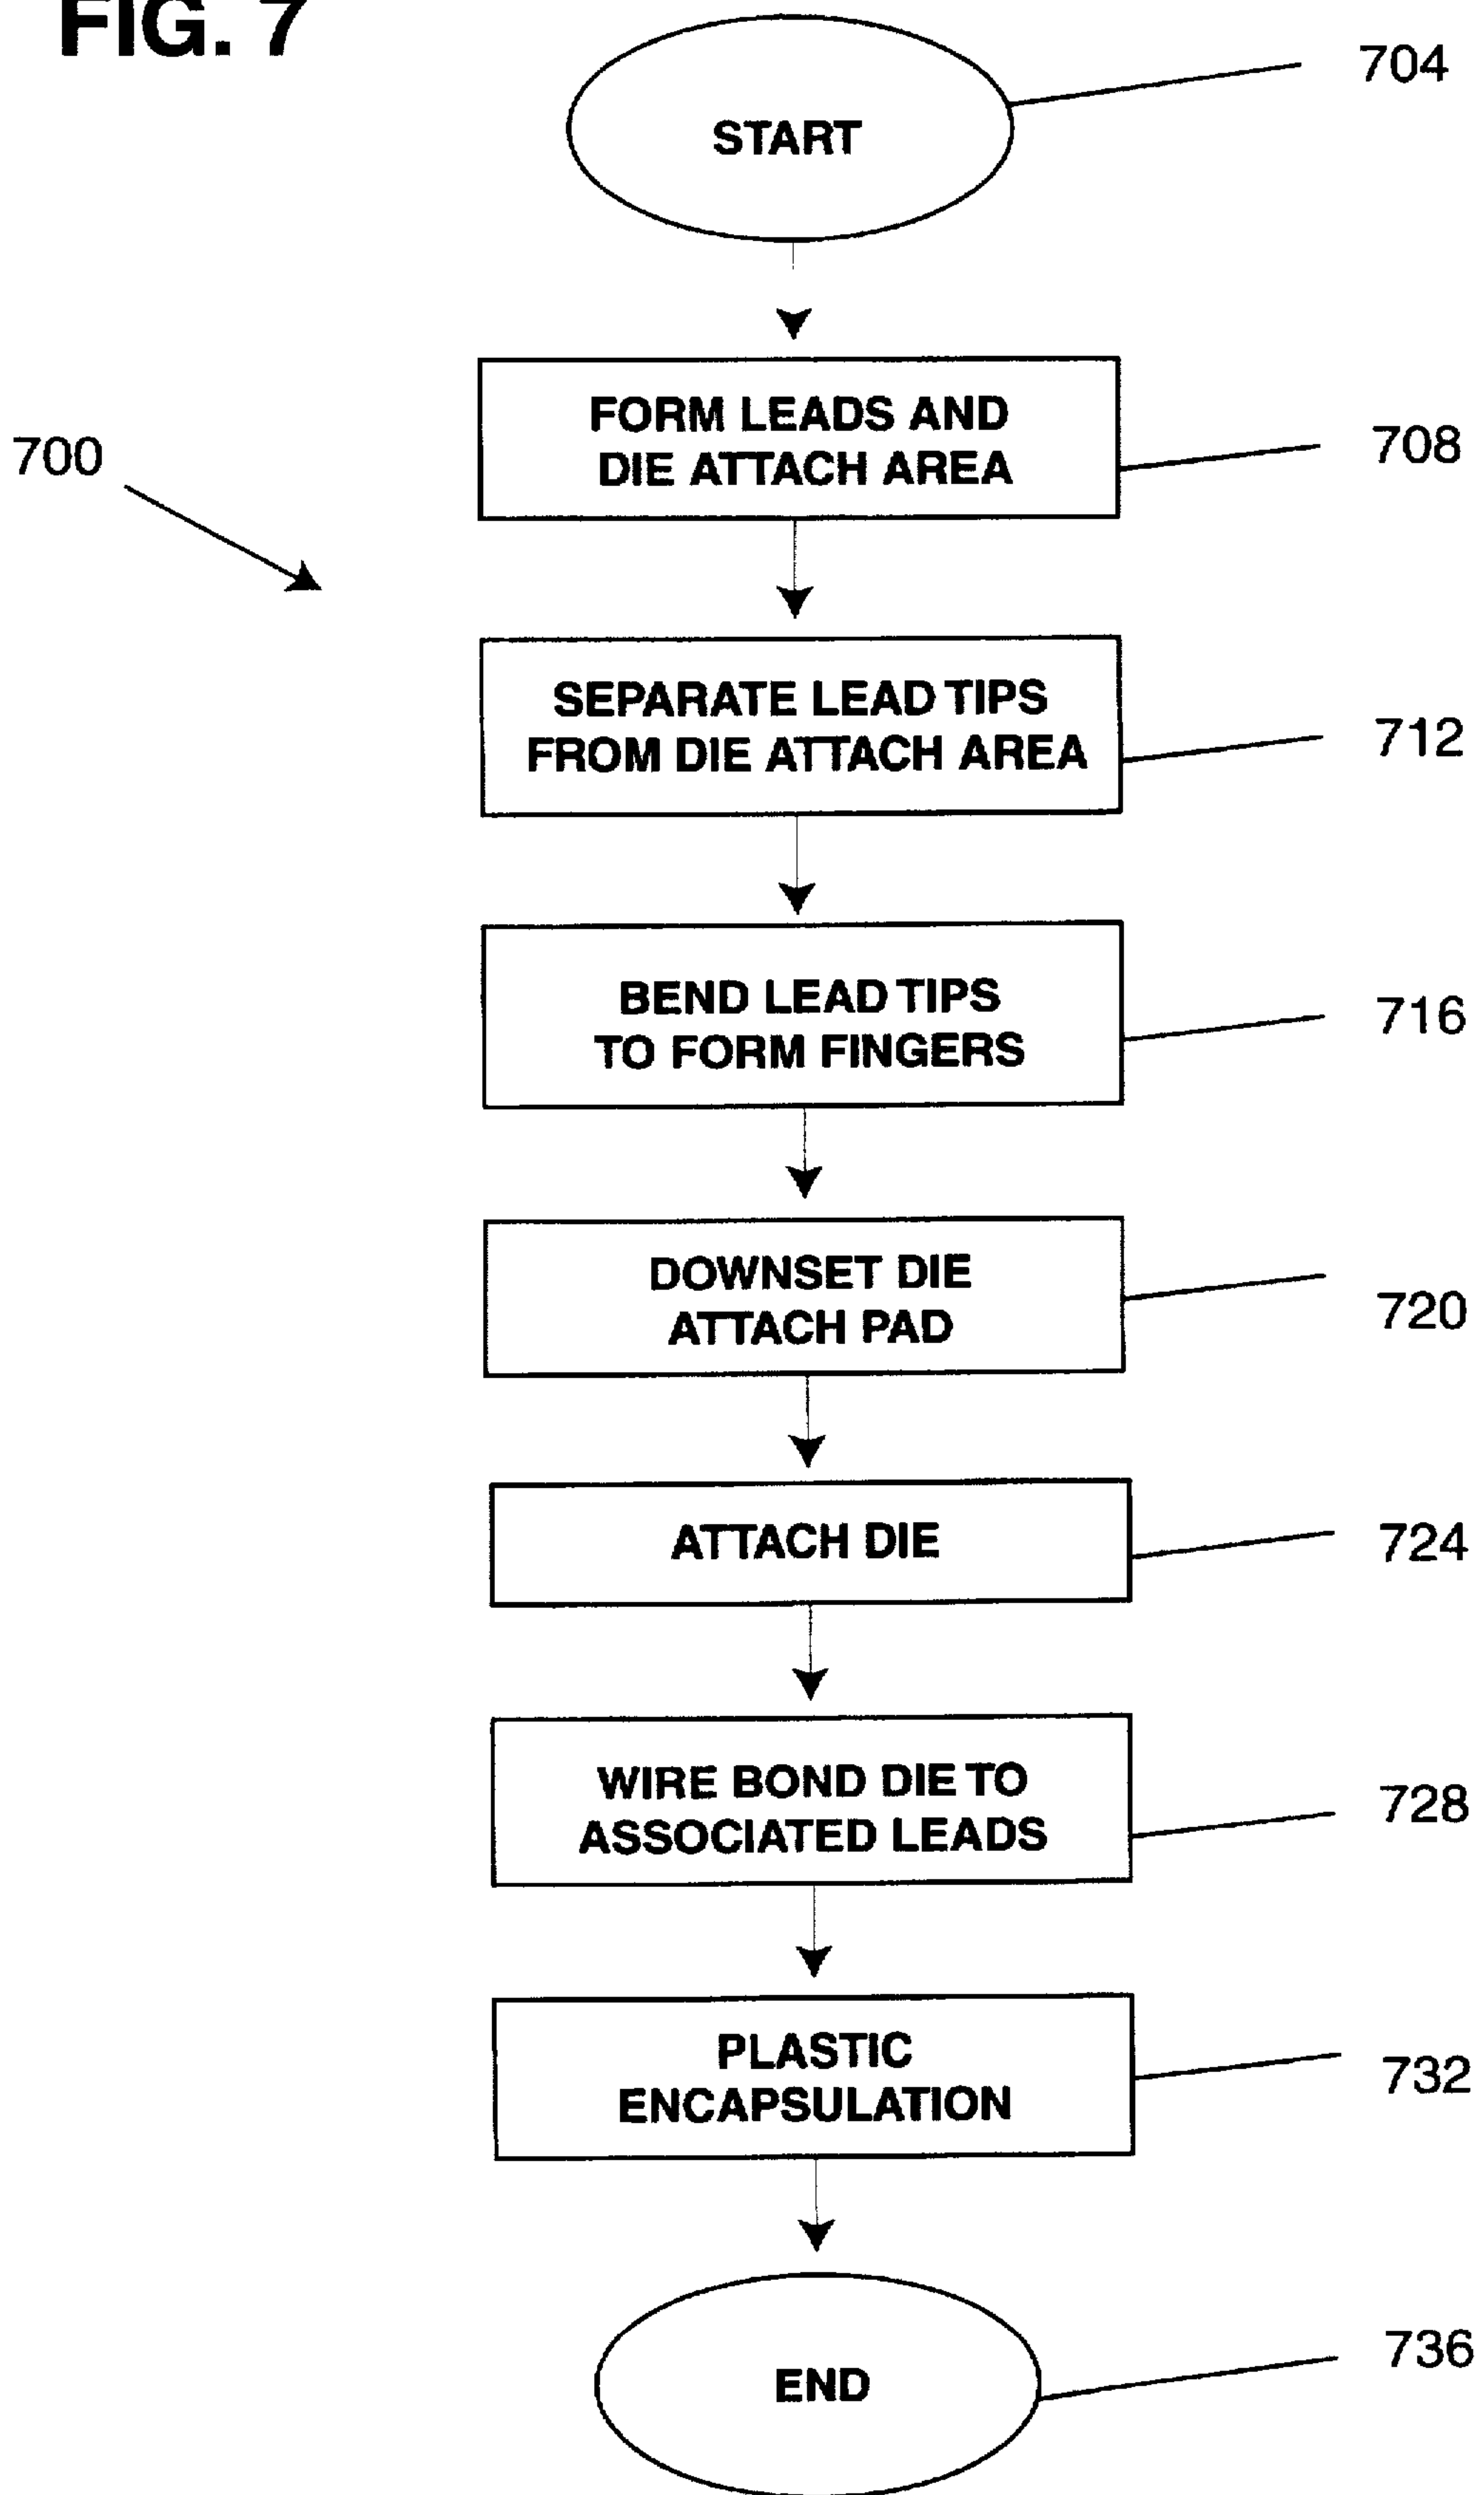 FIG. 7
START
704
700
FORM LEADS AND
DIE ATTACH AREA
708
SEPARATE LEAD TIPS
FROM DIE ATTACH AREA
712
BEND LEAD TIPS
TO FORM FINGERS
716
DOWNSET DIE
ATTACH PAD
720
ATTACH DIE
724
WIRE BOND DIE TO
ASSOCIATED LEADS
728
PLASTIC
ENCAPSULATION
732
END
736